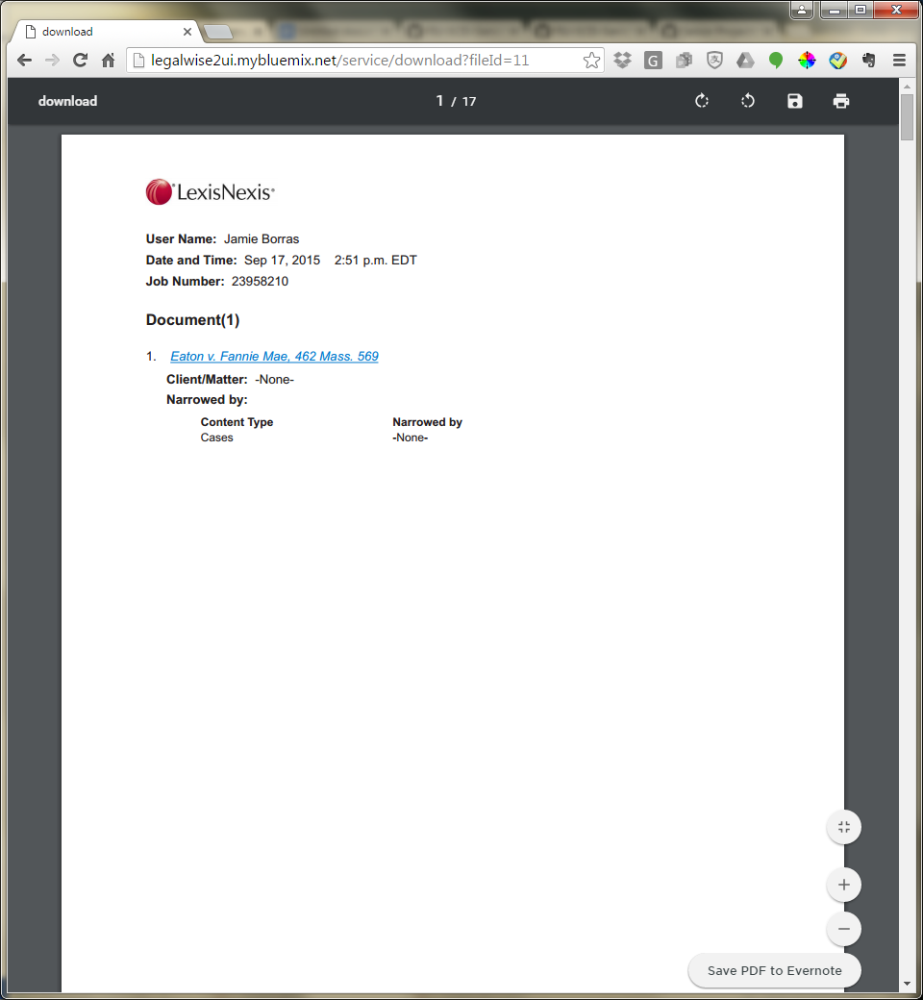 download
legalwise2ui.mybluemix.net/service/download?fileId=11
download 1 / 17
LexisNexis®
User Name: Jamie Borras
Date and Time: Sep 17, 2015 2:51 p.m. EDT
Job Number: 23958210
Document(1)
1. Eaton v. Fannie Mae, 462 Mass. 569
Client/Matter: -None-
Narrowed by:
Content Type Narrowed by
Cases -None-
Save PDF to Evernote